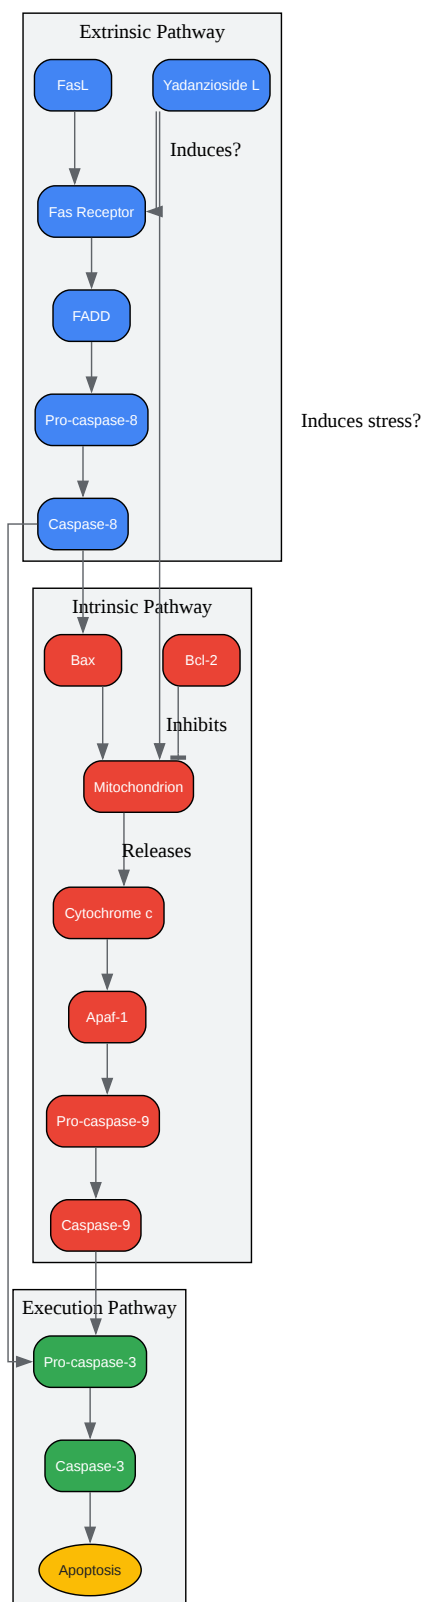 Extrinsic Pathway
FasL
Yadanzioside L
Induces?
Fas Receptor
FADD
Pro-caspase-8
Induces stress?
Caspase-8
Intrinsic Pathway
Bax
Bcl-2
Inhibits
Mitochondrion
Releases
Cytochrome c
Apaf-1
Pro-caspase-9
Caspase-9
Execution Pathway
Pro-caspase-3
Caspase-3
Apoptosis